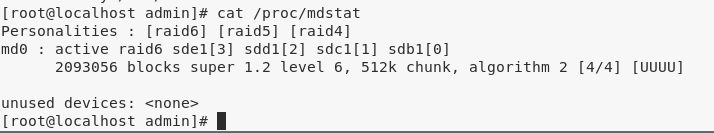 [root@localhost admin]# cat /proc/mdstat
Personalities : [raid6] [raid5] [raid4]
md0 : active raid6 sde1[3] sdd1[2] sdc1[1] sdb1[0]
      2093056 blocks super 1.2 level 6, 512k chunk, algorithm 2 [4/4] [UUUU]
unused devices: <none>
[root@localhost admin]#